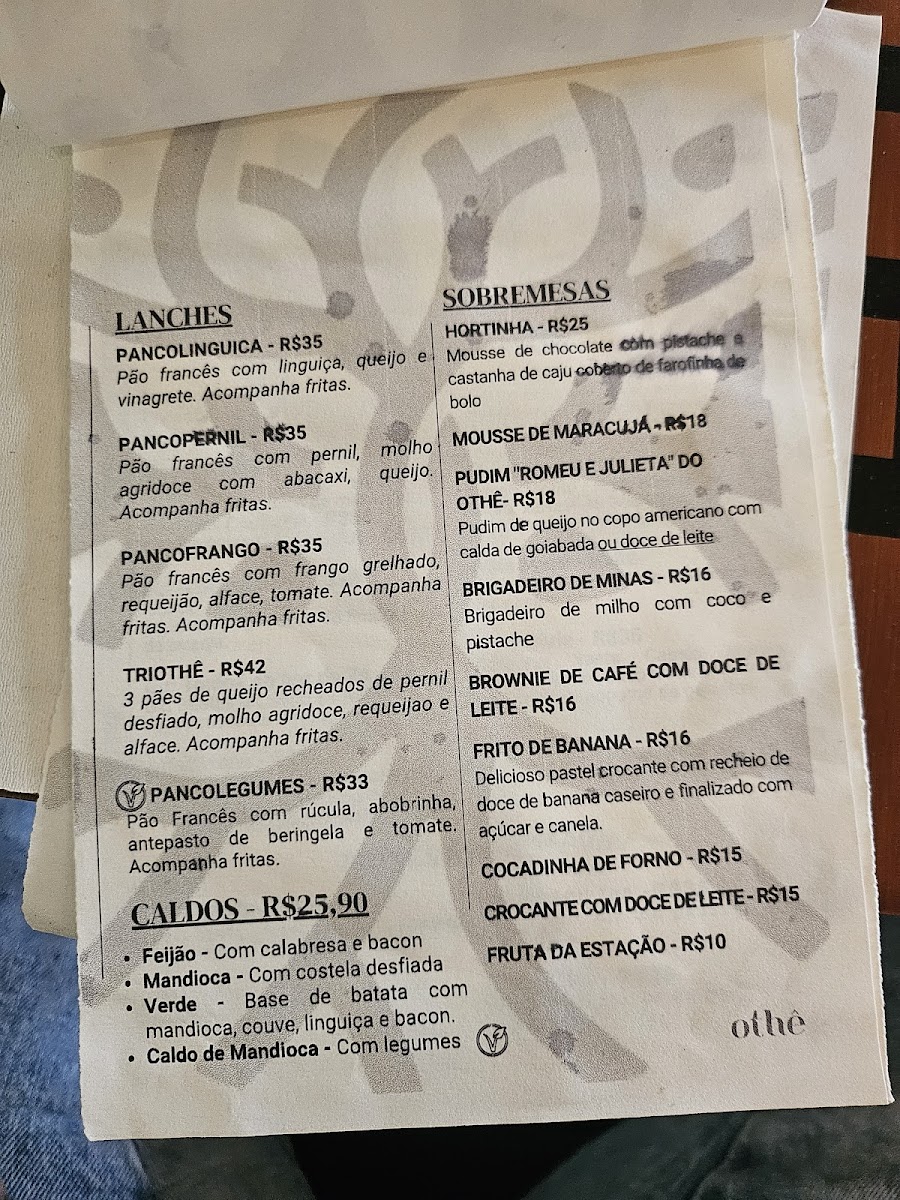 LANCHES
PANCOLINGUICA - R$35
Pão francês com linguiça, queijo e
vinagrete. Acompanha fritas.
PANCOPERNIL - R$35
Pão francês com pernil, molho
agridoce com abacaxi, queijo.
Acompanha fritas.
PANCOFRANGO - R$35
Pão francês com frango grelhado,
requeijão, alface, tomate. Acompanha
fritas. Acompanha fritas.
TRIOTHÊ - R$42
3 pães de queijo recheados de pernil
desfiado, molho agridoce, requeijao e
alface. Acompanha fritas.
PANCOLEGUMES - R$33
Pão Francês com rúcula, abobrinha,
antepasto de beringela e tomate.
Acompanha fritas.
CALDOS - R$25,90
• Feijão - Com calabresa e bacon
• Mandioca - Com costela desfiada
• Verde - Base de batata com
mandioca, couve, linguiça e bacon.
• Caldo de Mandioca - Com legumes
SOBREMESAS
HORTINHA - R$25
Mousse de chocolate com pistache e
castanha de caju coberto de farofinha de
bolo
MOUSSE DE MARACUJÁ - R$18
PUDIM "ROMEU E JULIETA" DO
OTHÊ- R$18
Pudim de queijo no copo americano com
calda de goiabada ou doce de leite
BRIGADEIRO DE MINAS - R$16
Brigadeiro de milho com coco e
pistache
BROWNIE DE CAFÉ COM DOCE DE
LEITE - R$16
FRITO DE BANANA - R$16
Delicioso pastel crocante com recheio de
doce de banana caseiro e finalizado com
açúcar e canela.
COCADINHA DE FORNO - R$15
CROCANTE COM DOCE DE LEITE - R$15
FRUTA DA ESTAÇÃO - R$10
othê